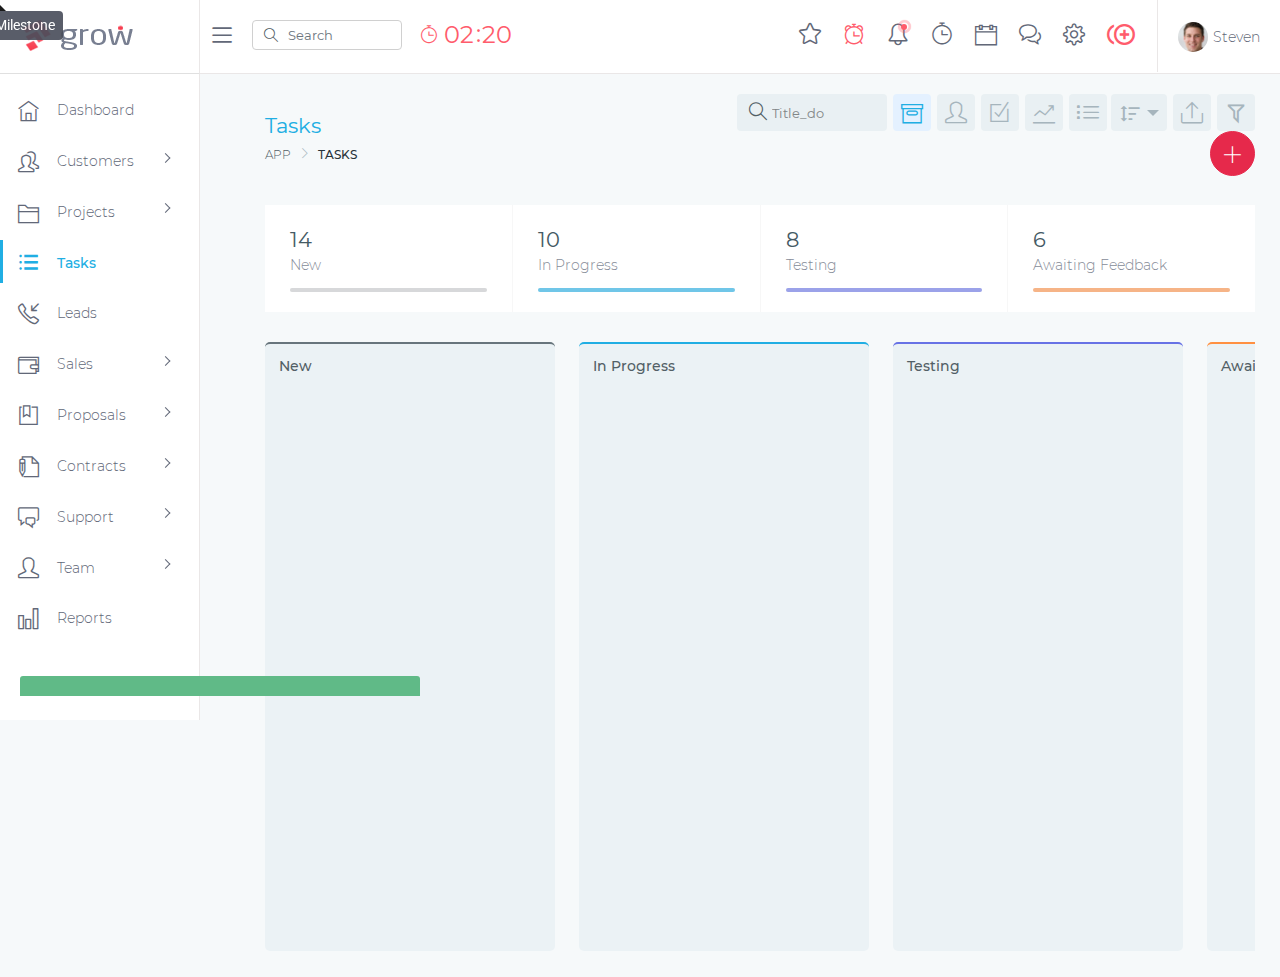 Milestone
grow
Search
02:20
Steven
Dashboard
Customers
Projects
Tasks
Leads
Sales
Proposals
Contracts
Support
Team
Reports
Tasks
APP TASKS
Title_do
14
New
10
In Progress
8
Testing
6
Awaiting Feedback
New
In Progress
Testing
Awai